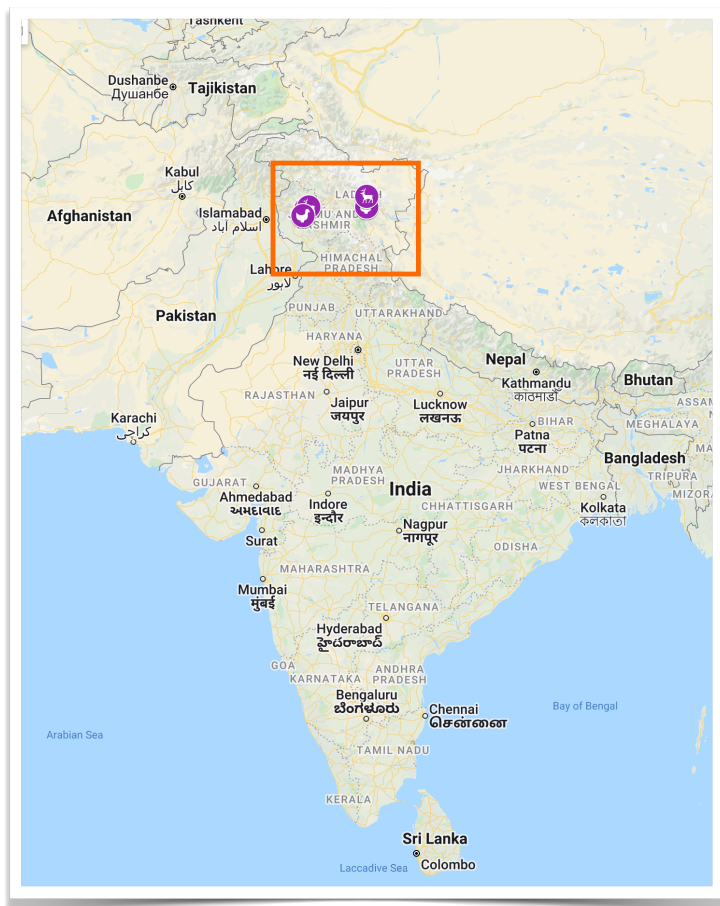 Tashkent
Dushanbe
Душанбе
Tajikistan
Kabul
كابل
Afghanistan
Islamabad
اسلام آباد
LADAKH
JAMMU AND
KASHMIR
HIMACHAL
PRADESH
Lahore
لاہور
PUNJAB
UTTARAKHAND
Pakistan
HARYANA
New Delhi
नई दिल्ली
UTTAR
PRADESH
Nepal
Kathmandu
काठमाडौं
Bhutan
RAJASTHAN
Jaipur
जयपुर
Lucknow
लखनऊ
ASSAM
Karachi
کراچی
BIHAR
Patna
पटना
MEGHALAYA
Bangladesh
GUJARAT
MADHYA
PRADESH
JHARKHAND
TRIPURA
MIZOR
Ahmedabad
અમદાવાદ
Indore
इन्दौर
India
WEST BENGAL
CHHATTISGARH
Kolkata
কলকাতা
Surat
Nagpur
नागपूर
ODISHA
MAHARASHTRA
Mumbai
मुंबई
TELANGANA
Hyderabad
హైదరాబాద్
GOA
KARNATAKA
ANDHRA
PRADESH
Bengaluru
ಬೆಂಗಳೂರು
Chennai
சென்னை
Bay of Bengal
Arabian Sea
TAMIL NADU
KERALA
Sri Lanka
Colombo
Laccadive Sea